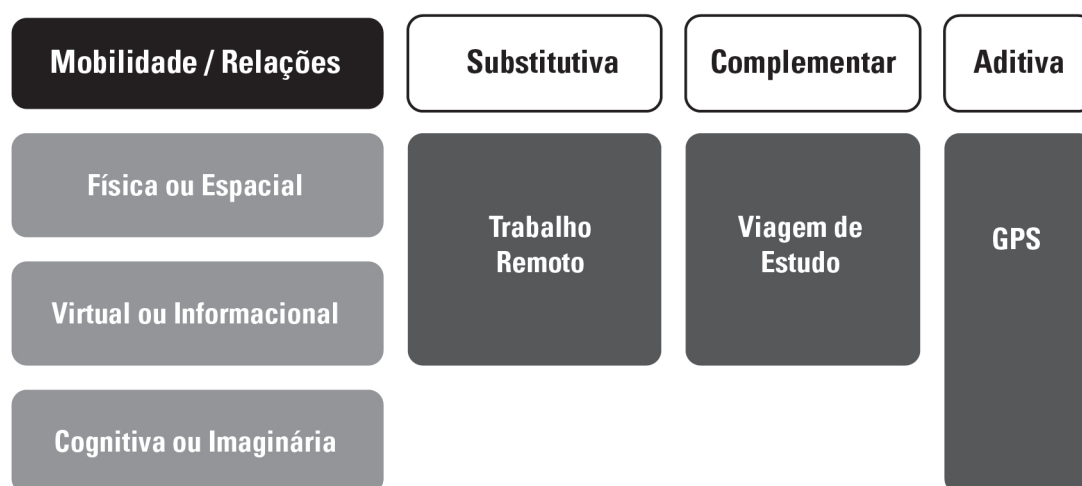 Mobilidade / Relações
Substitutiva
Complementar
Aditiva
Física ou Espacial
Trabalho
Remoto
Viagem de
Estudo
GPS
Virtual ou Informacional
Cognitiva ou Imaginária